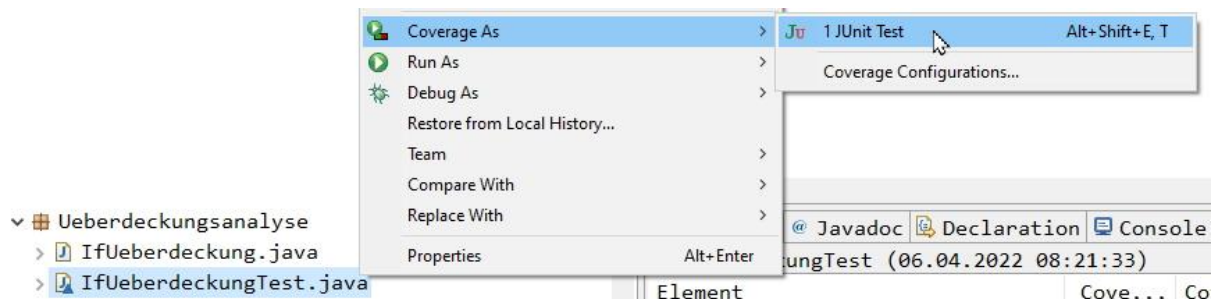 Coverage As
Ju 1 JUnit Test Alt+Shift+E, T
Run As
Coverage Configurations...
Debug As
Restore from Local History...
Team
Compare With
Replace With
Properties Alt+Enter
Ueberdeckungsanalyse
IfUeberdeckung.java
IfUeberdeckungTest.java
@ Javadoc Declaration Console
ungTest (06.04.2022 08:21:33)
Element Cove... Co